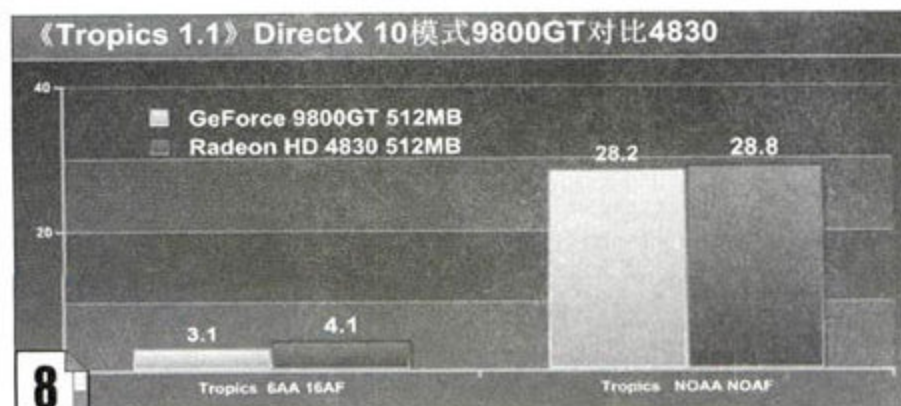 《Tropics 1.1》DirectX 10模式9800GT对比4830
40
GeForce 9800GT 512MB
Radeon HD 4830 512MB
28.2
28.8
20
3.1
4.1
8
Tropics 6AA 16AF
Tropics NOAA NOAF